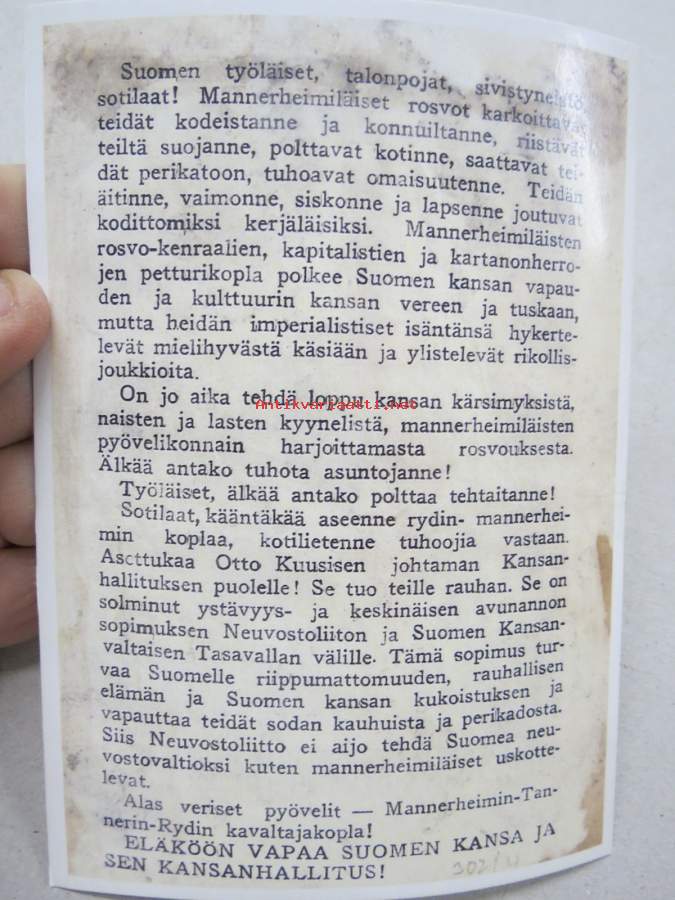 Suomen työläiset, talonpojat, sivistyneistö,
sotilaat! Mannerheimiläiset rosvot karkoittavat
teidät kodeistanne ja konnuiltanne, riistävät
teiltä suojanne, polttavat kotinne, saattavat tei-
dät perikatoon, tuhoavat omaisuutenne. Teidän
äitinne, vaimonne, siskonne ja lapsenne joutuvat
kodittomiksi kerjäläisiksi. Mannerheimiläisten
rosvo-kenraalien, kapitalistien ja kartanonherro-
jen petturikopla polkee Suomen kansan vapau-
den ja kulttuurin kansan vereen ja tuskaan,
mutta heidän imperialistiset isäntänsä hykerte-
levät mielihyvästä käsiään ja ylistelevät rikollis-
joukkioita.
On jo aika tehdä loppu kansan kärsimyksistä,
Antikvariaatti.net
naisten ja lasten kyynelistä, mannerheimiläisten
pyövelikonnain harjoittamasta rosvouksesta.
Älkää antako tuhota asuntojanne!
Työläiset, älkää antako polttaa tehtaitanne!
Sotilaat, kääntäkää aseenne rydin- mannerhei-
min koplaa, kotilietenne tuhoojia vastaan.
Asettukaa Otto Kuusisen johtaman Kansan-
hallituksen puolelle! Se tuo teille rauhan. Se on
solminut ystävyys- ja keskinäisen avunannon
sopimuksen Neuvostoliiton ja Suomen Kansan-
valtaisen Tasavallan välille. Tämä sopimus tur-
vaa Suomelle riippumattomuuden, rauhallisen
elämän ja Suomen kansan kukoistuksen ja
vapauttaa teidät sodan kauhuista ja perikadosta.
Siis Neuvostoliitto ei aijo tehdä Suomea neu-
vostovaltioksi kuten mannerheimiläiset uskotte-
levat.
Alas veriset pyövelit — Mannerheimin-Tan-
nerin-Rydin kavaltajakopla!
ELÄKÖÖN VAPAA SUOMEN KANSA JA
SEN KANSANHALLITUS!